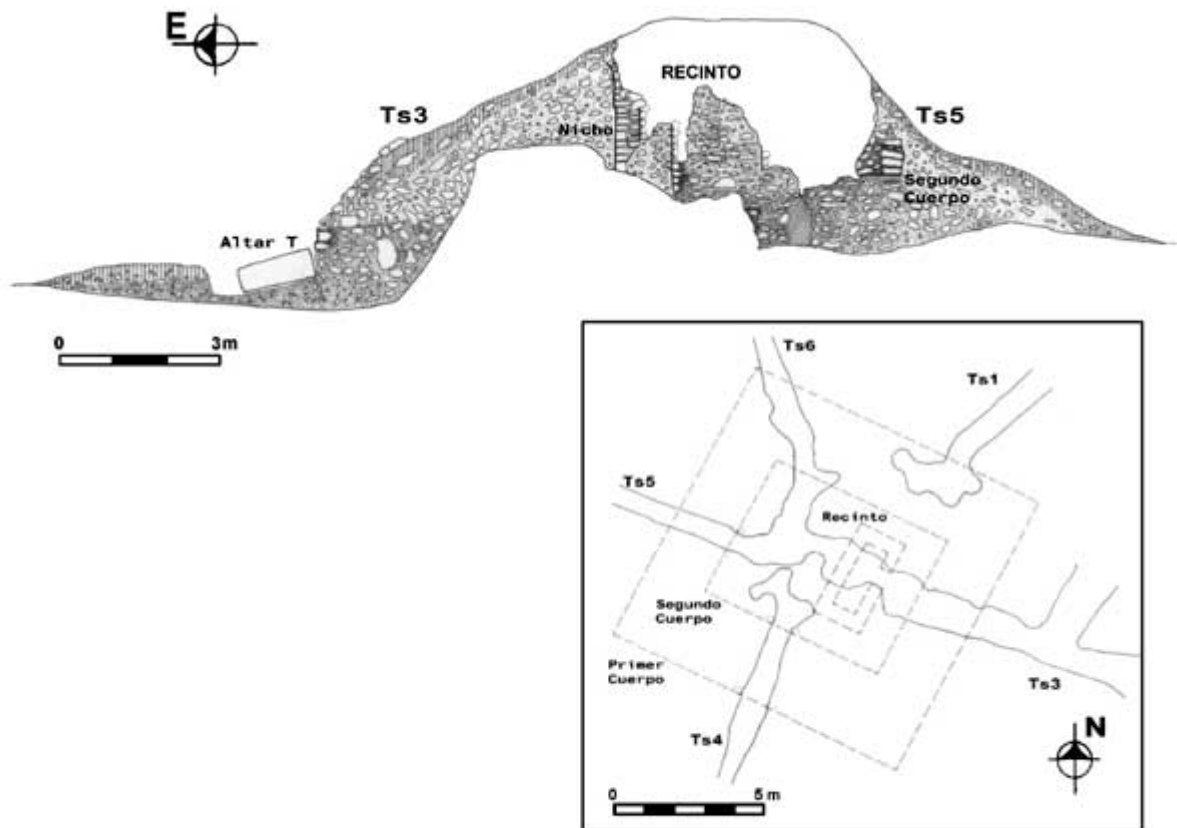 E
RECINTO
Ts3
Ts5
Nicho
Segundo
Cuerpo
Altar T
0 3m
Ts6
Ts1
Ts5
Recinto
Segundo
Cuerpo
Primer
Cuerpo
Ts3
Ts4
N
0 5 m